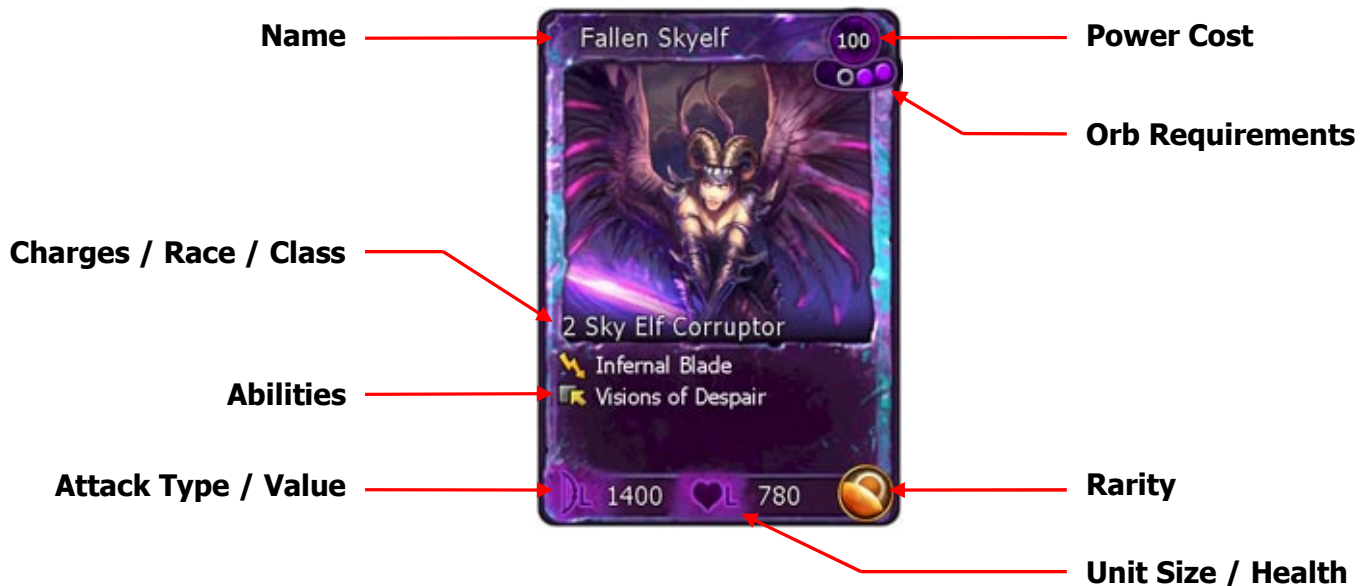 Name
Fallen Skyelf
100
Power Cost
Orb Requirements
Charges / Race / Class
2 Sky Elf Corruptor
Infernal Blade
Abilities
Visions of Despair
Attack Type / Value
L 1400 L 780
Rarity
Unit Size / Health